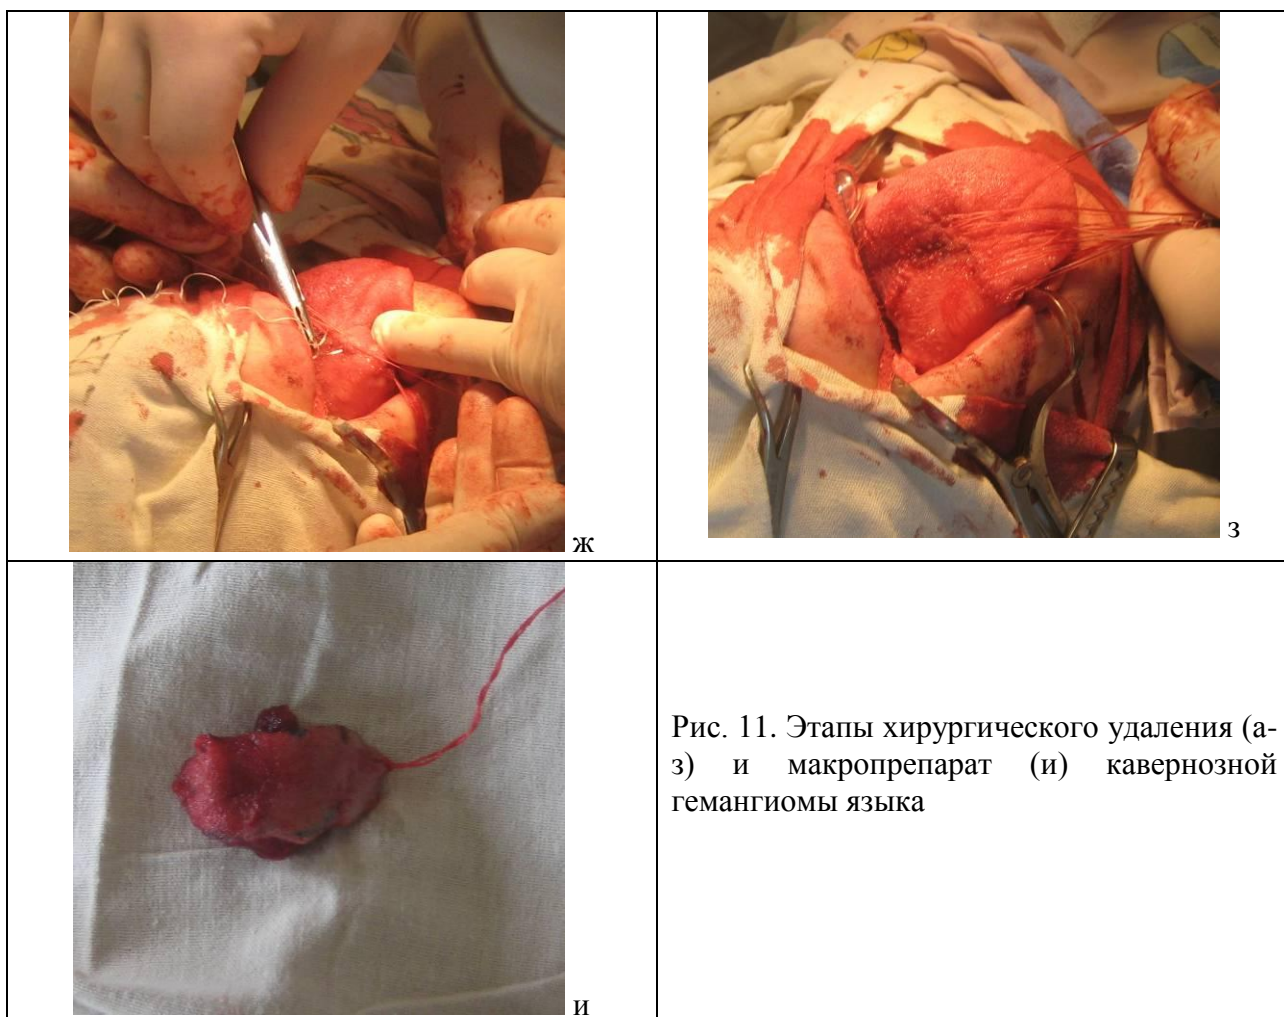 ж
з
и
Рис. 11. Этапы хирургического удаления (а-
з) и макропрепарат (и) кавернозной
гемангиомы языка